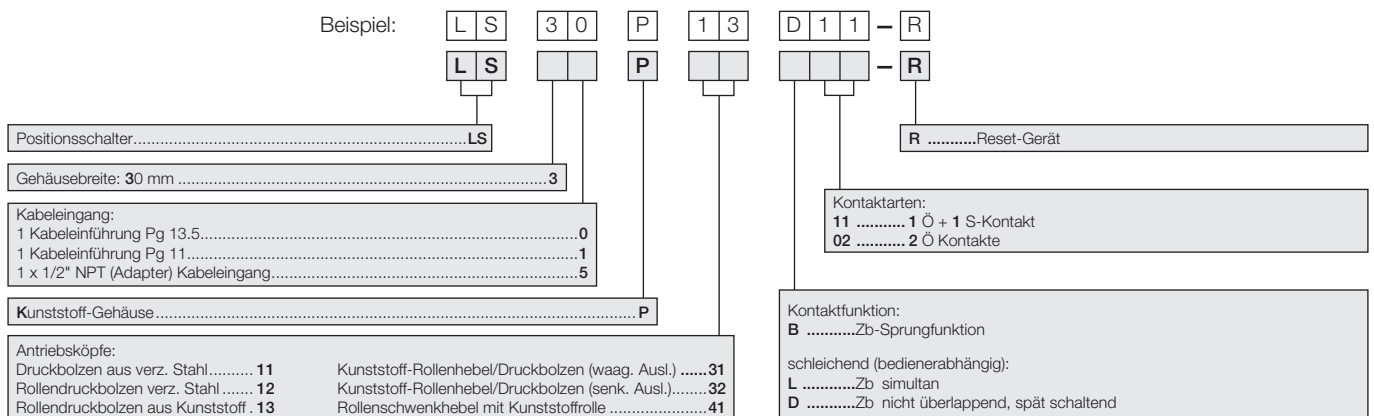 Beispiel: L S 3 0 P 1 3 D 1 1 – R
L S P – R
Positionsschalter..........................................................................LS
R ...........Reset-Gerät
Gehäusebreite: 30 mm ..................................................................................3
Kabeleingang:
1 Kabeleinführung Pg 13.5....................................................................................0
1 Kabeleinführung Pg 11.......................................................................................1
1 x 1/2" NPT (Adapter) Kabeleingang....................................................................5
Kontaktarten:
11 ........... 1 Ö + 1 S-Kontakt
02 ........... 2 Ö Kontakte
Kunststoff-Gehäuse........................................................................................................... P
Kontaktfunktion:
B ...........Zb-Sprungfunktion
schleichend (bedienerabhängig):
L ............Zb simultan
D ...........Zb nicht überlappend, spät schaltend
Antriebsköpfe:
Druckbolzen aus verz. Stahl.......... 11 Kunststoff-Rollenhebel/Druckbolzen (waag. Ausl.) ......31
Rollendruckbolzen verz. Stahl ....... 12 Kunststoff-Rollenhebel/Druckbolzen (senk. Ausl.).......32
Rollendruckbolzen aus Kunststoff . 13 Rollenschwenkhebel mit Kunststoffrolle ......................41